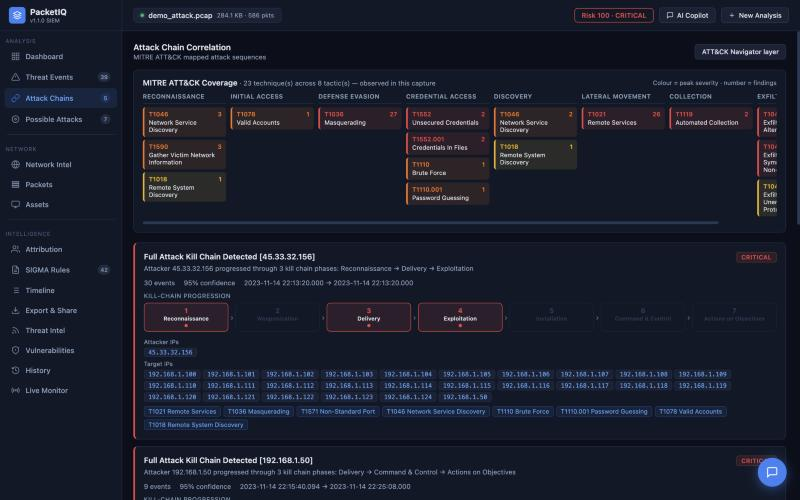 PacketIQ
v1.1.0 SIEM
demo_attack.pcap 284.1 KB · 586 pkts
Risk 100 · CRITICAL
AI Copilot
+ New Analysis
ANALYSIS
Dashboard
Threat Events 39
Attack Chains 5
Possible Attacks 7
NETWORK
Network Intel
Packets
Assets
INTELLIGENCE
Attribution
SIGMA Rules 42
Timeline
Export & Share
Threat Intel
Vulnerabilities
History
Live Monitor
Attack Chain Correlation
MITRE ATT&CK mapped attack sequences
ATT&CK Navigator layer
MITRE ATT&CK Coverage · 23 technique(s) across 8 tactic(s) — observed in this capture
Colour = peak severity · number = findings
RECONNAISSANCE
T1046 3
Network Service
Discovery
T1590 3
Gather Victim Network
Information
T1018 1
Remote System
Discovery
INITIAL ACCESS
T1078 1
Valid Accounts
DEFENSE EVASION
T1036 27
Masquerading
CREDENTIAL ACCESS
T1552 2
Unsecured Credentials
T1552.001 2
Credentials In Files
T1110 1
Brute Force
T1110.001 1
Password Guessing
DISCOVERY
T1046 2
Network Service
Discovery
T1018 1
Remote System
Discovery
LATERAL MOVEMENT
T1021 26
Remote Services
COLLECTION
T1119 2
Automated Collection
EXFILT
T104
Exfil
Alter
T104
Exfil
Sym
Non-
T104
Exfil
Une
Prot
Full Attack Kill Chain Detected [45.33.32.156]
CRITICAL
Attacker 45.33.32.156 progressed through 3 kill chain phases: Reconnaissance → Delivery → Exploitation
30 events 95% confidence 2023-11-14 22:13:20.000 → 2023-11-14 22:13:20.000
KILL-CHAIN PROGRESSION
1
Reconnaissance
2
Weaponization
3
Delivery
4
Exploitation
5
Installation
6
Command & Control
7
Actions on Objectives
Attacker IPs
45.33.32.156
Target IPs
192.168.1.100 192.168.1.101 192.168.1.102 192.168.1.103 192.168.1.104 192.168.1.105 192.168.1.106 192.168.1.107 192.168.1.108 192.168.1.109
192.168.1.110 192.168.1.111 192.168.1.112 192.168.1.113 192.168.1.114 192.168.1.115 192.168.1.116 192.168.1.117 192.168.1.118 192.168.1.119
192.168.1.120 192.168.1.121 192.168.1.122 192.168.1.123 192.168.1.124 192.168.1.50
T1021 Remote Services T1036 Masquerading T1571 Non-Standard Port T1046 Network Service Discovery T1110 Brute Force T1110.001 Password Guessing T1078 Valid Accounts
T1018 Remote System Discovery
Full Attack Kill Chain Detected [192.168.1.50]
Attacker 192.168.1.50 progressed through 3 kill chain phases: Delivery → Command & Control → Actions on Objectives
9 events 95% confidence 2023-11-14 22:15:40.094 → 2023-11-14 22:25:08.000
KILL-CHAIN PROGRESSION